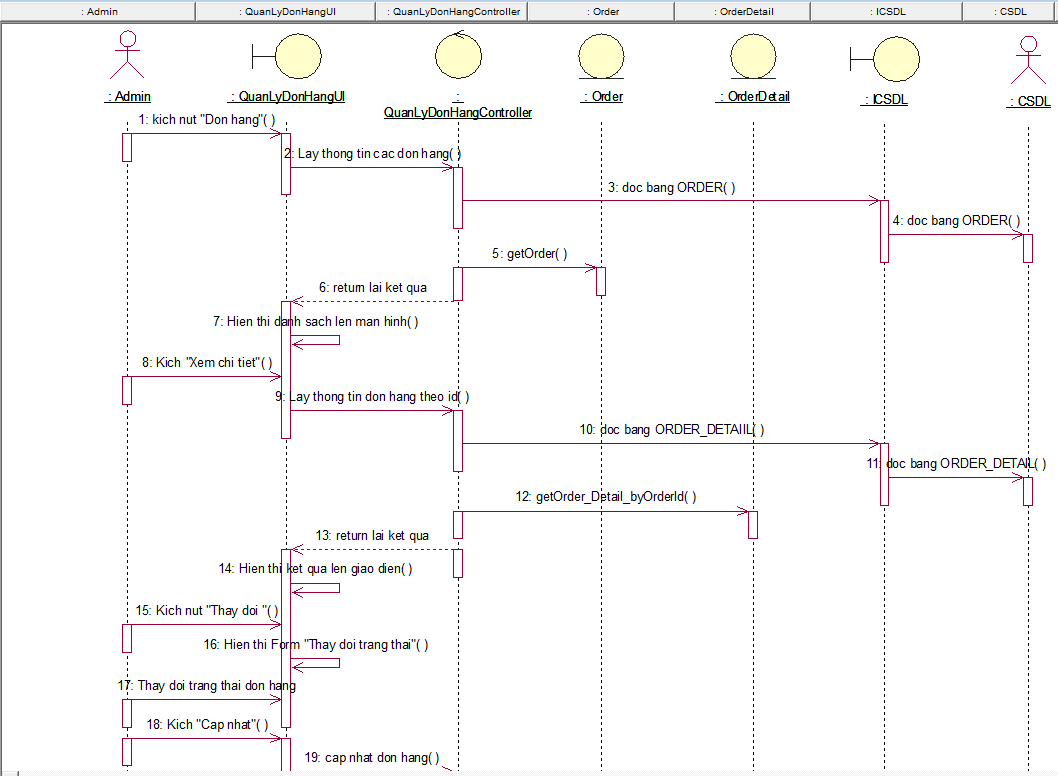 : Admin
: QuanLyDonHangUI
: QuanLyDonHangController
: Order
: OrderDetail
: ICSDL
: CSDL
: Admin
: QuanLyDonHangUI
:
QuanLyDonHangController
: Order
: OrderDetail
: ICSDL
: CSDL
1: kich nut "Don hang"( )
2: Lay thong tin cac don hang( )
3: doc bang ORDER( )
4: doc bang ORDER( )
5: getOrder( )
6: return lai ket qua
7: Hien thi danh sach len man hinh( )
8: Kich "Xem chi tiet"( )
9: Lay thong tin don hang theo id( )
10: doc bang ORDER_DETAIIL( )
11: doc bang ORDER_DETAIL( )
12: getOrder_Detail_byOrderId( )
13: return lai ket qua
14: Hien thi ket qua len giao dien( )
15: Kich nut "Thay doi "( )
16: Hien thi Form "Thay doi trang thai"( )
17: Thay doi trang thai don hang
18: Kich "Cap nhat"( )
19: cap nhat don hang( )